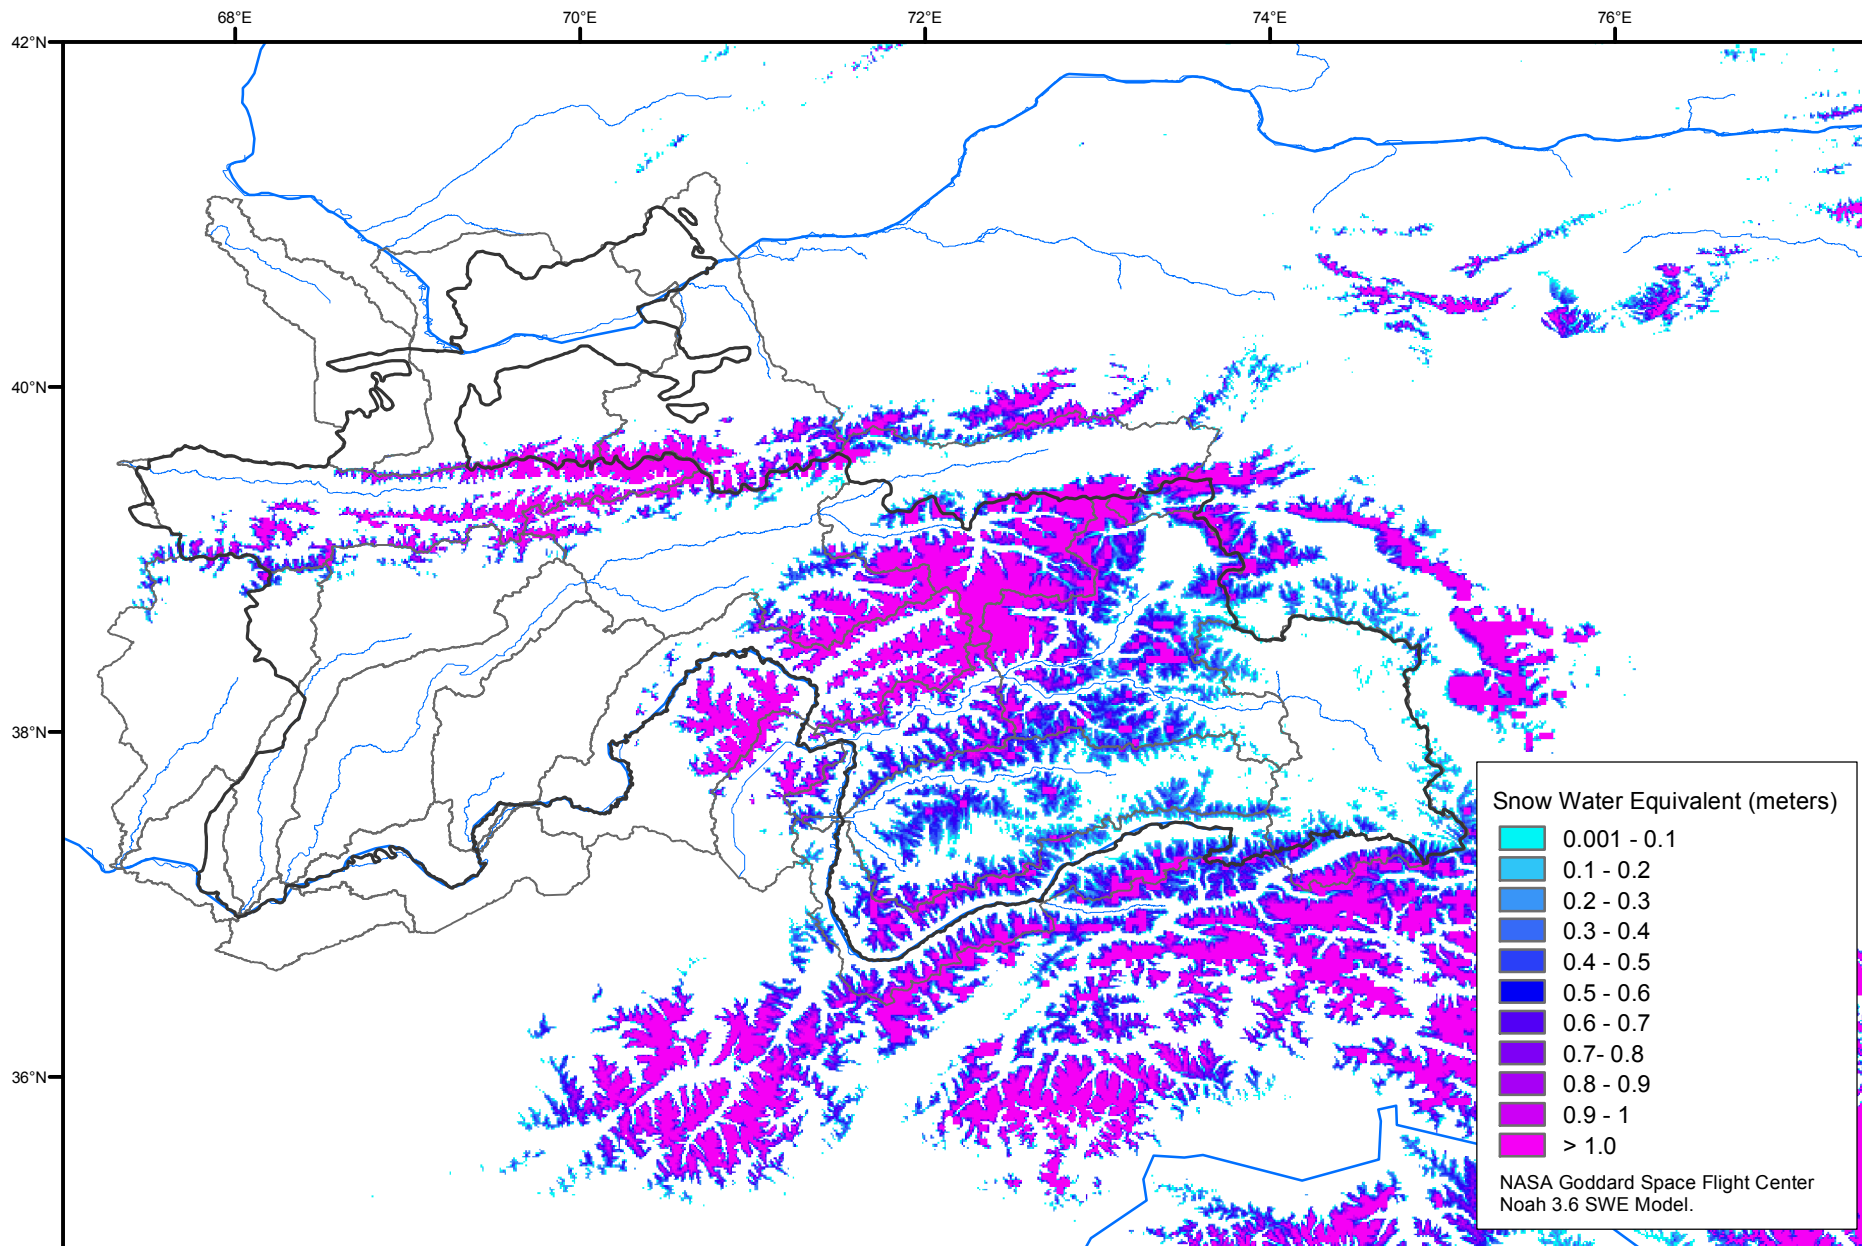 68°E 70°E 72°E 74°E 76°E
42°N
40°N
38°N
36°N
Snow Water Equivalent (meters)
0.001 - 0.1
0.1 - 0.2
0.2 - 0.3
0.3 - 0.4
0.4 - 0.5
0.5 - 0.6
0.6 - 0.7
0.7- 0.8
0.8 - 0.9
0.9 - 1
> 1.0
NASA Goddard Space Flight Center
Noah 3.6 SWE Model.